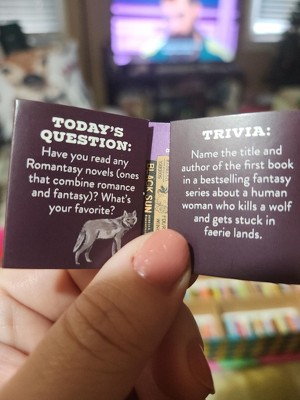 TODAY'S
QUESTION:
Have you read any
Romantasy novels (ones
that combine romance
and fantasy)? What's
your favorite?
BLACK SUN
TRIVIA:
Name the title and
author of the first book
in a bestselling fantasy
series about a human
woman who kills a wolf
and gets stuck in
faerie lands.